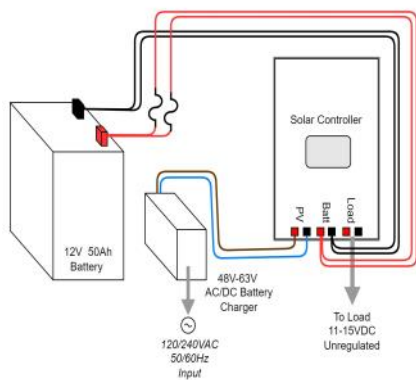 Solar Controller
PV
Batt
Load
12V 50Ah
Battery
48V-63V
AC/DC Battery
Charger
120/240VAC
50/60Hz
Input
To Load
11-15VDC
Unregulated